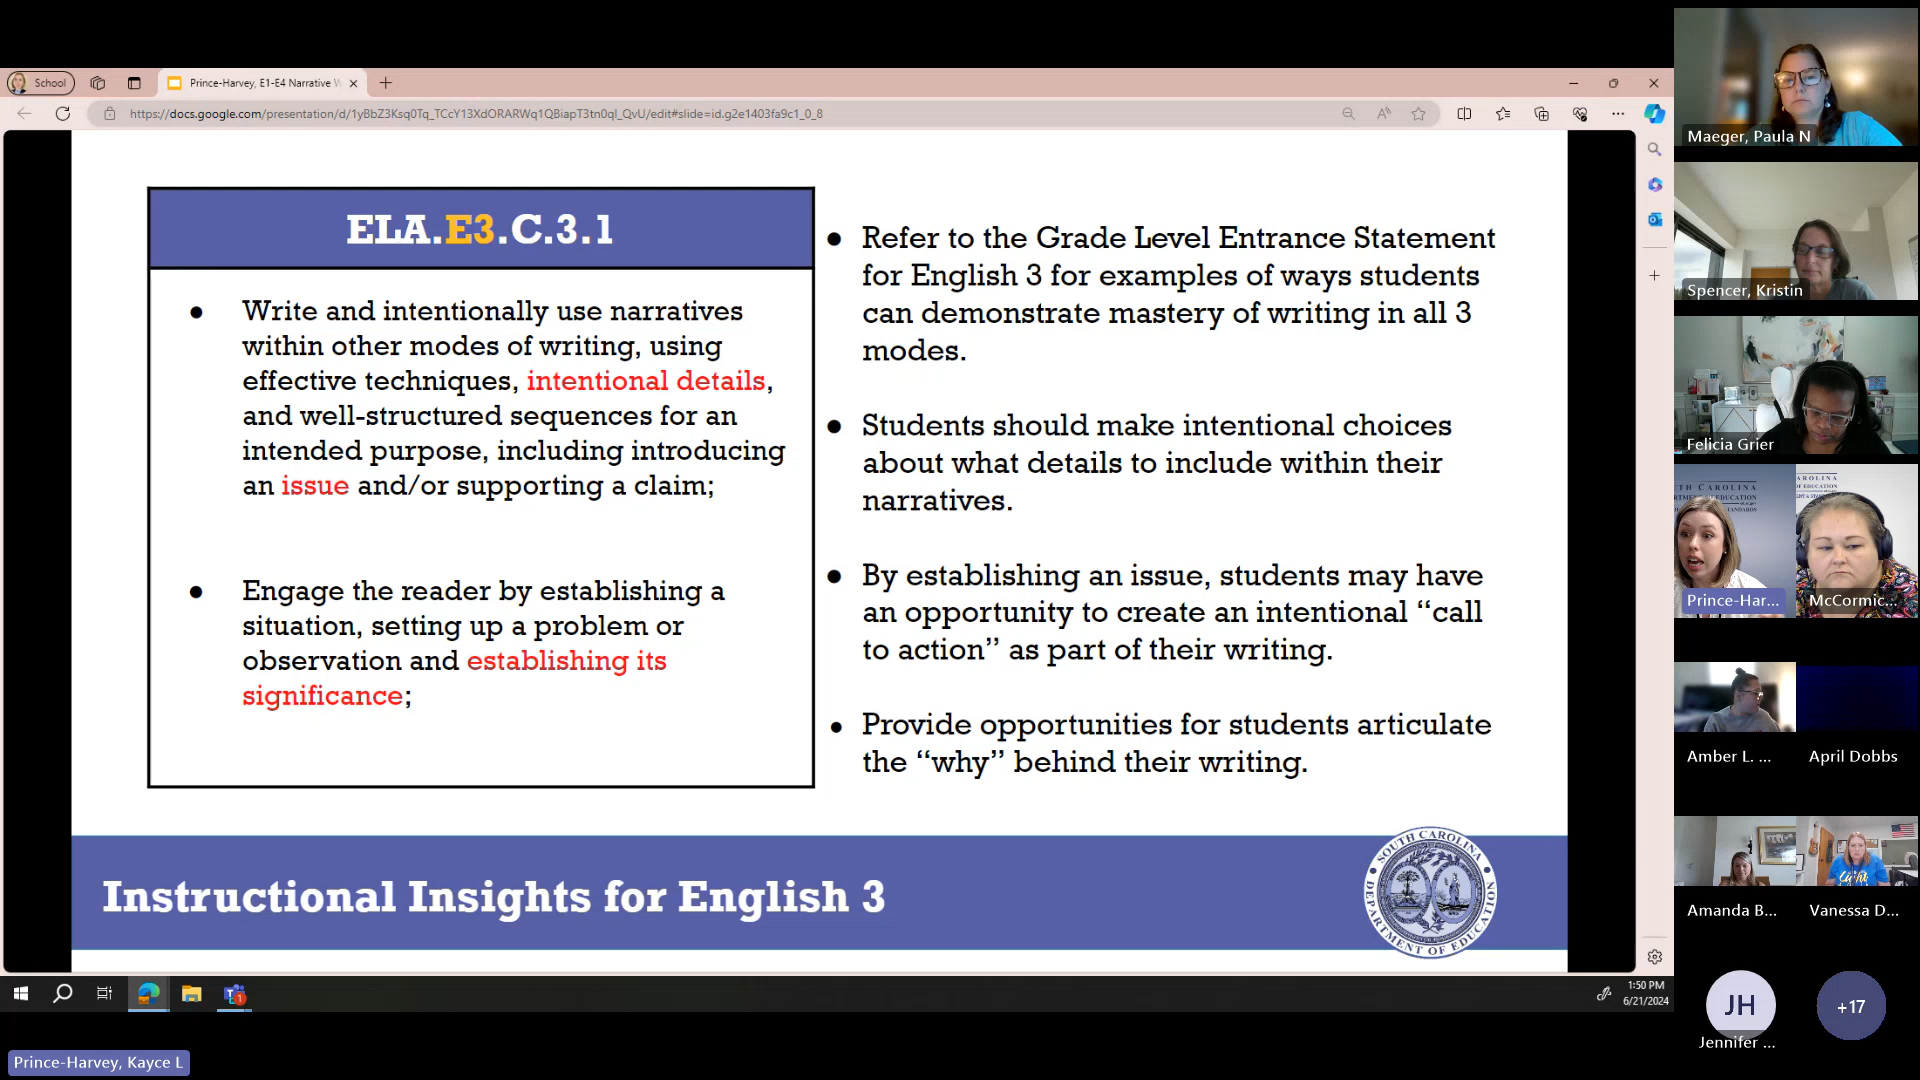 School
Prince-Harvey, E1-E4 Narrative W
https://docs.google.com/presentation/d/1yBbZ3Ksq0Tq_TCcY13XdORARWq1QBiapT3tn0ql_QvU/edit#slide=id.g2e1403fa9c1_0_8
ELA.E3.C.3.1
● Write and intentionally use narratives
within other modes of writing, using
effective techniques, intentional details,
and well-structured sequences for an
intended purpose, including introducing
an issue and/or supporting a claim;
● Engage the reader by establishing a
situation, setting up a problem or
observation and establishing its
significance;
● Refer to the Grade Level Entrance Statement
for English 3 for examples of ways students
can demonstrate mastery of writing in all 3
modes.
● Students should make intentional choices
about what details to include within their
narratives.
● By establishing an issue, students may have
an opportunity to create an intentional “call
to action” as part of their writing.
● Provide opportunities for students articulate
the “why” behind their writing.
Instructional Insights for English 3
SOUTH CAROLINA
DEPARTMENT OF EDUCATION
1:50 PM
6/21/2024
Prince-Harvey, Kayce L
Maeger, Paula N
Spencer, Kristin
Felicia Grier
Prince-Har...
McCormic...
Amber L. ...
April Dobbs
Amanda B...
Vanessa D...
JH
Jennifer ...
+17